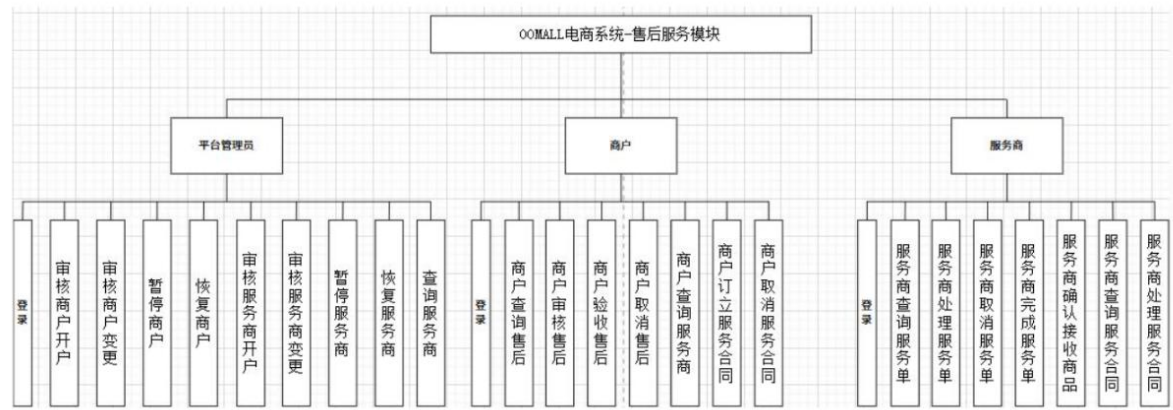 OOMALL电商系统-售后服务模块
平台管理员
商户
服务商
登录
审核商户开户
审核商户变更
暂停商户
恢复商户
审核服务商开户
审核服务商变更
暂停服务商
恢复服务商
查询服务商
登录
商户查询售后
商户审核售后
商户验收售后
商户取消售后
商户查询服务商
商户订立服务合同
商户取消服务合同
登录
服务商查询服务单
服务商处理服务单
服务商取消服务单
服务商完成服务单
服务商确认接收商品
服务商查询服务合同
服务商处理服务合同